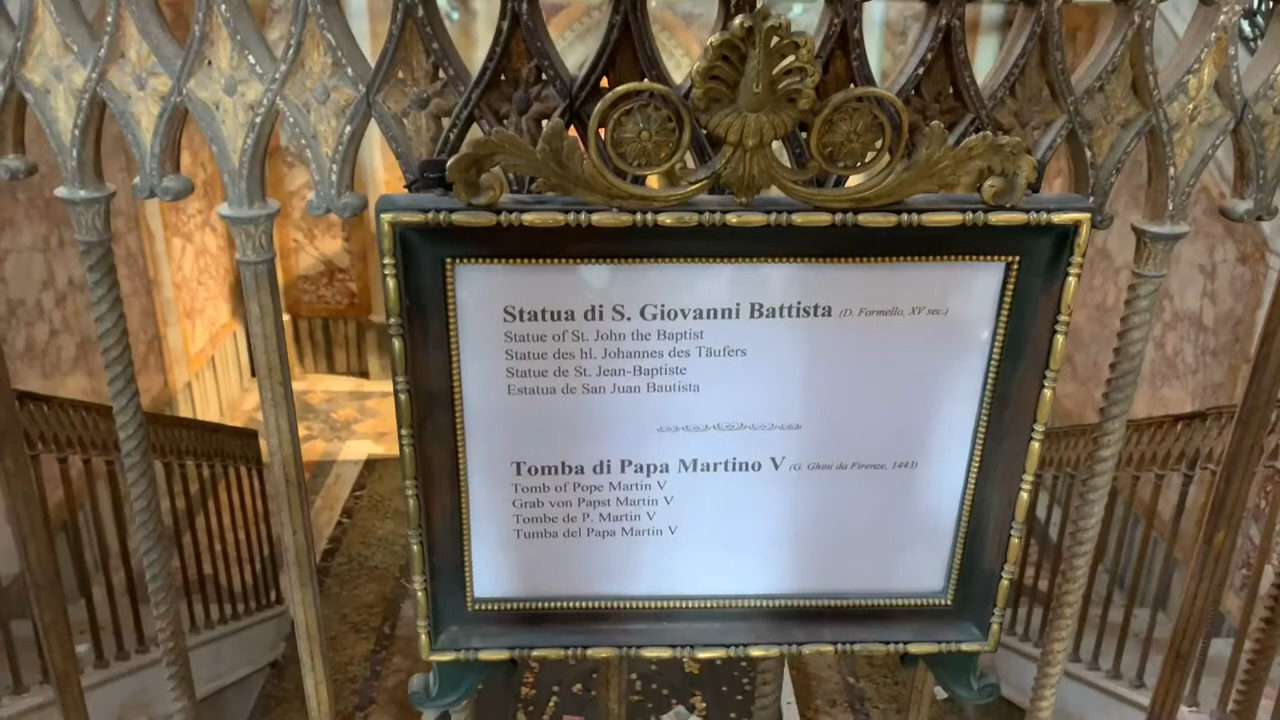 Statua di S. Giovanni Battista (D. Formello, XV sec.)
Statue of St. John the Baptist
Statue des hl. Johannes des Täufers
Statue de St. Jean-Baptiste
Estatua de San Juan Bautista
Tomba di Papa Martino V (G. Ghini da Firenze, 1443)
Tomb of Pope Martin V
Grab von Papst Martin V
Tombe de P. Martin V
Tumba del Papa Martin V